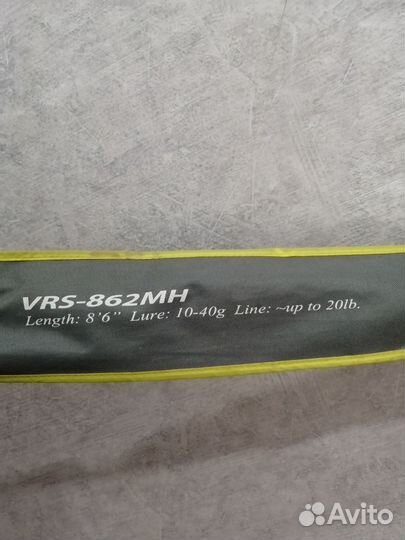 VRS-862MH
Length: 8'6" Lure: 10-40g Line: ~up to 20lb.
Avito